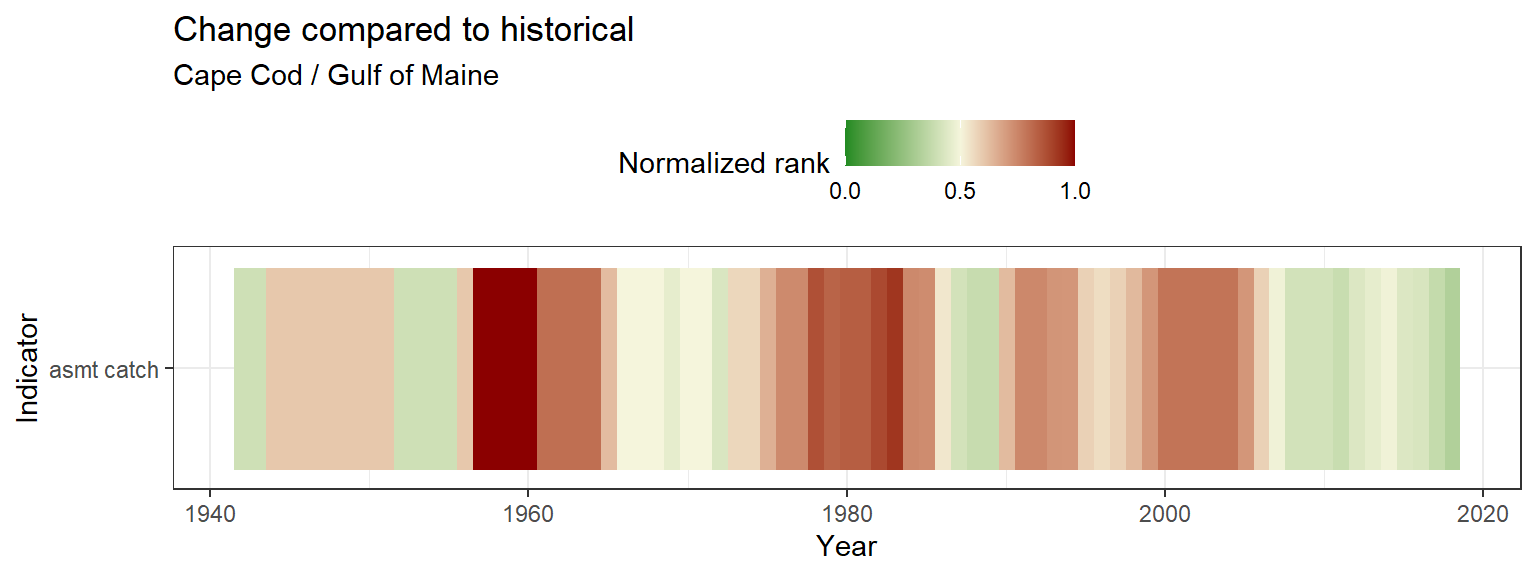 Change compared to historical
Cape Cod / Gulf of Maine
Normalized rank
0.0 0.5 1.0
Indicator
asmt catch
1940 1960 1980 2000 2020
Year